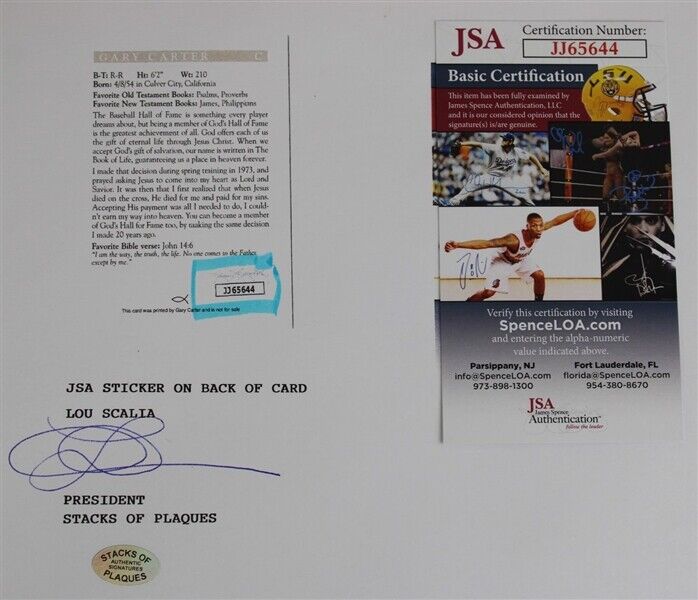 GARY CARTER C
B-T: R-R Ht: 6'2" Wt: 210
Born: 4/8/54 in Culver City, California
Favorite Old Testament Books: Psalms, Proverbs
Favorite New Testament Books: James, Philippians
The Baseball Hall of Fame is something every player
dreams about, but being a member of God's Hall of Fame
is the greatest achievement of all. God offers each of us
the gift of eternal life through Jesus Christ. When we
accept God's gift of salvation, our name is written in The
Book of Life, guaranteeing us a place in heaven forever.
I made that decision during spring training in 1973, and
prayed asking Jesus to come into my heart as Lord and
Savior. It was then that I first realized that when Jesus
died on the cross, He died for me and paid for my sins.
Accepting His payment was all I needed to do, I could-
n't earn my way into heaven. You can become a member
of God's Hall for Fame too, by making the same decision
I made 20 years ago.
Favorite Bible verse: John 14:6
"I am the way, the truth, the life. No one comes to the Father
except by me."
JJ65644
This card was printed by Gary Carter and is not for sale
JSA STICKER ON BACK OF CARD
LOU SCALIA
PRESIDENT
STACKS OF PLAQUES
STACKS OF
AUTHENTIC
SIGNATURES
PLAQUES
JSA Certification Number:
JJ65644
Basic Certification
This item has been fully examined by
James Spence Authentication, LLC
and it is our considered opinion that the
signature(s) is/are genuine.
LSU
Dodgers
Verify this certification by visiting
SpenceLOA.com
and entering the alpha-numeric
value indicated above.
Parsippany, NJ Fort Lauderdale, FL
info@SpenceLOA.com florida@SpenceLOA.com
973-898-1300 954-380-8670
JSA
James Spence
Authentication
follow the leader